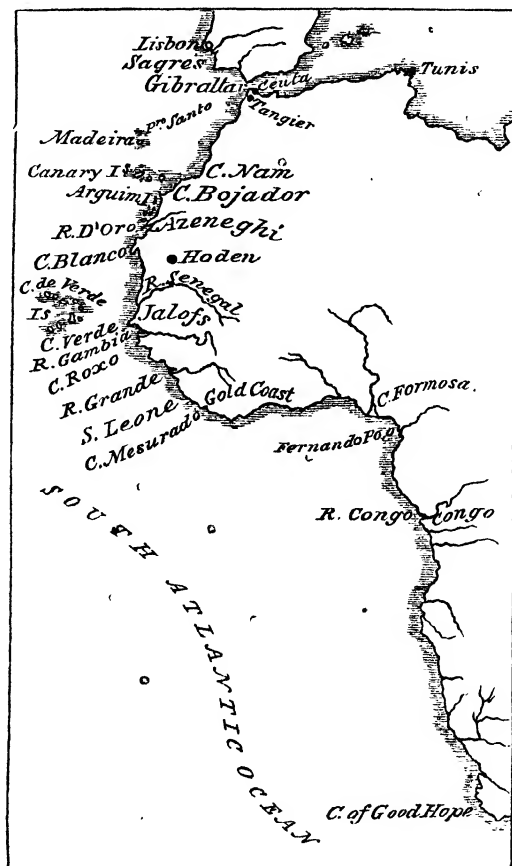 Lisbon
Sagres
Gibraltar
Ceuta
Tunis
Tangier
Pto Santo
Madeira
Canary Is
C. Nam
Arguim I
C. Bojador
R. D'Oro
Azeneghi
C. Blanco
Hoden
C. de Verde
Is
R. Senegal
Jalofs
C. Verde
R. Gambia
C. Roxo
R. Grande
Gold Coast
C. Formosa.
S. Leone
C. Mesurado
Fernando Poo
R. Congo
Congo
SOUTH ATLANTIC OCEAN
C. of Good Hope